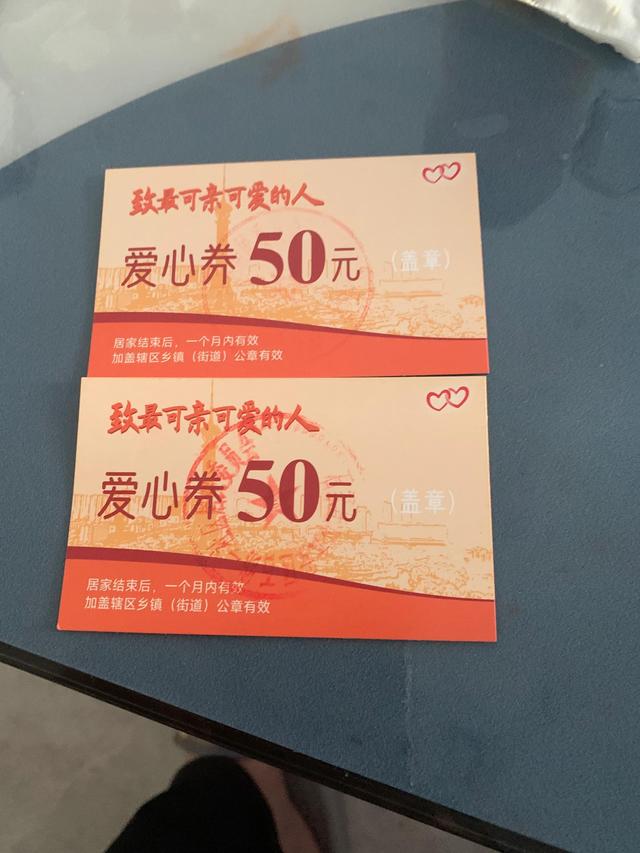 致最可亲可爱的人
爱心券 50元 (盖章)
居家结束后，一个月内有效
加盖辖区乡镇（街道）公章有效
致最可亲可爱的人
爱心券 50元 (盖章)
居家结束后，一个月内有效
加盖辖区乡镇（街道）公章有效